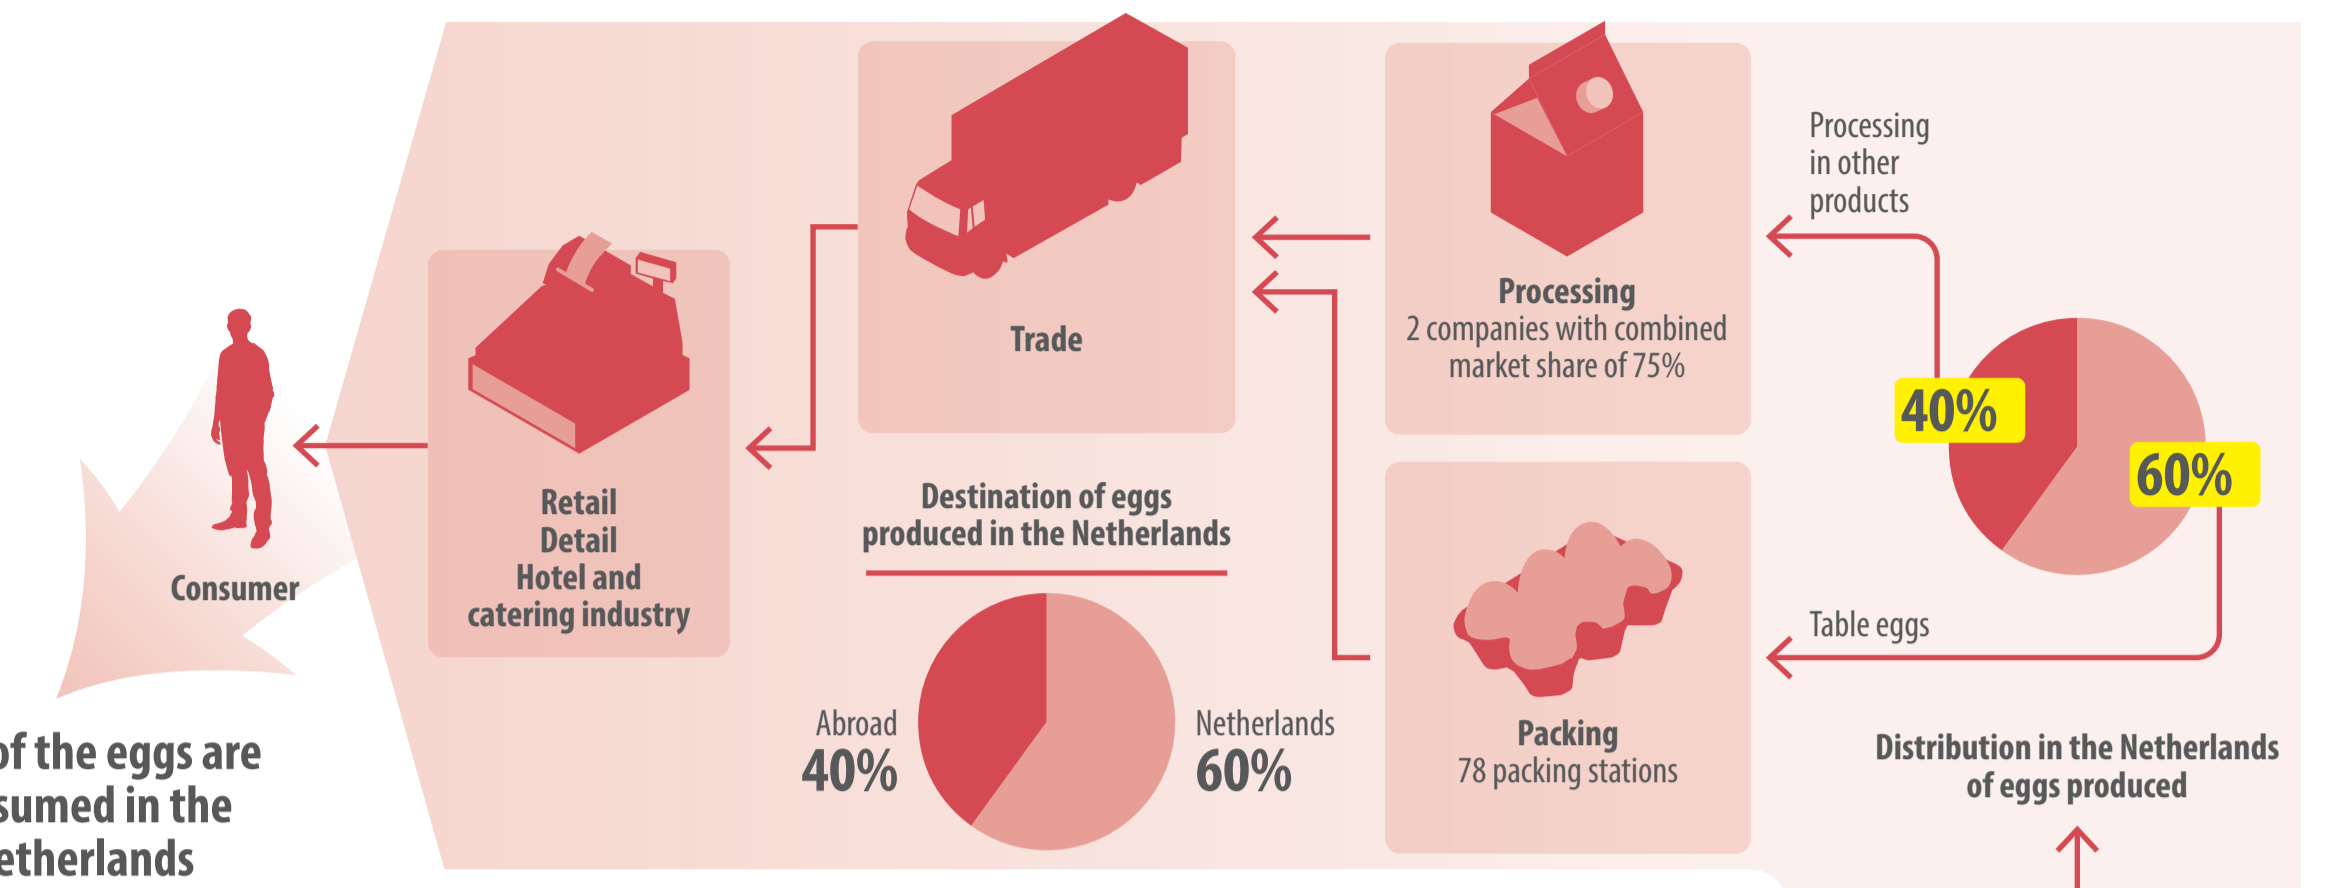 Processing
in other
products
40%
60%
Table eggs
Distribution in the Netherlands
of eggs produced
Processing
2 companies with combined
market share of 75%
Packing
78 packing stations
Trade
Destination of eggs
produced in the Netherlands
Abroad
40%
Netherlands
60%
Retail
Detail
Hotel and
catering industry
Consumer
of the eggs are
sumed in the
etherlands